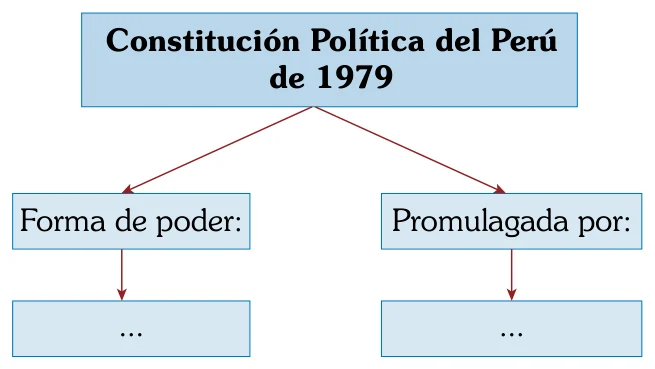 Constitución Política del Perú
de 1979
Forma de poder:
Promulagada por:
...
...